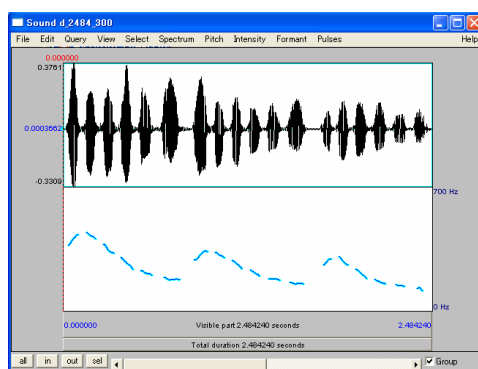 Sound d_2484_300
File Edit Query View Select Spectrum Pitch Intensity Formant Pulses Help
0.000000
0.3761
0.0003662
-0.3309
700 Hz
0 Hz
0.000000 Visible part 2.484240 seconds 2.484240
Total duration 2.484240 seconds
all in out sel Group